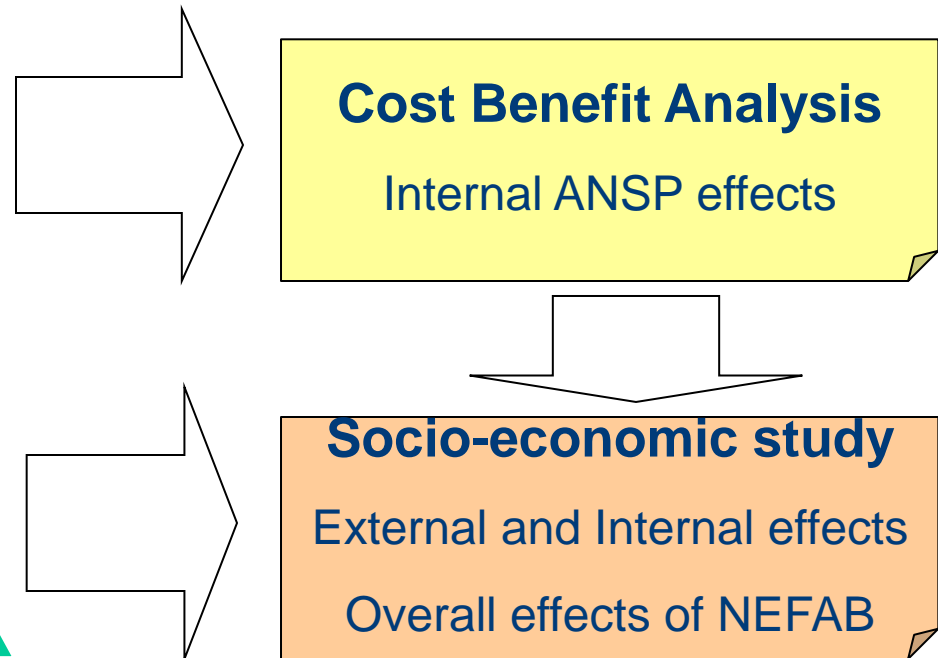 Cost Benefit Analysis
Internal ANSP effects
Socio-economic study
External and Internal effects
Overall effects of NEFAB